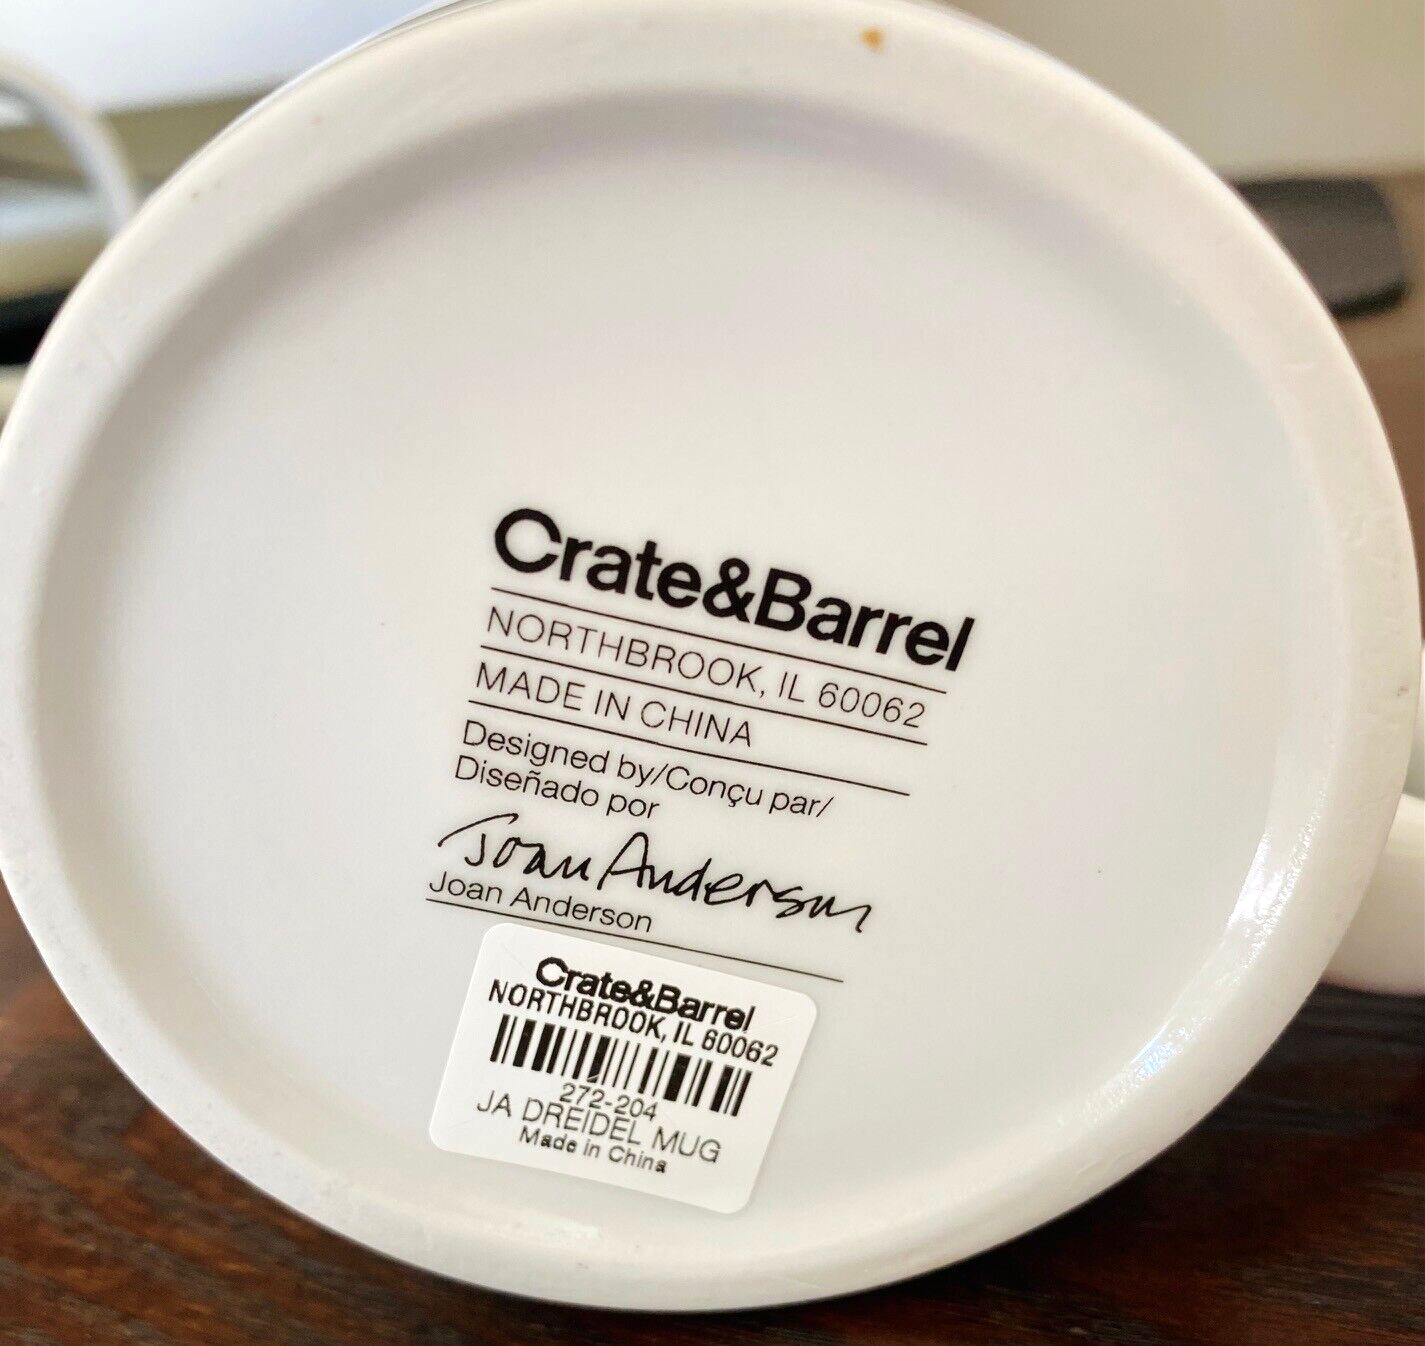 Crate&Barrel
NORTHBROOK, IL 60062
MADE IN CHINA
Designed by/Conçu par/
Diseñado por
Joan Anderson
Joan Anderson
Crate&Barrel
NORTHBROOK, IL 60062
272-204
JA DREIDEL MUG
Made in China